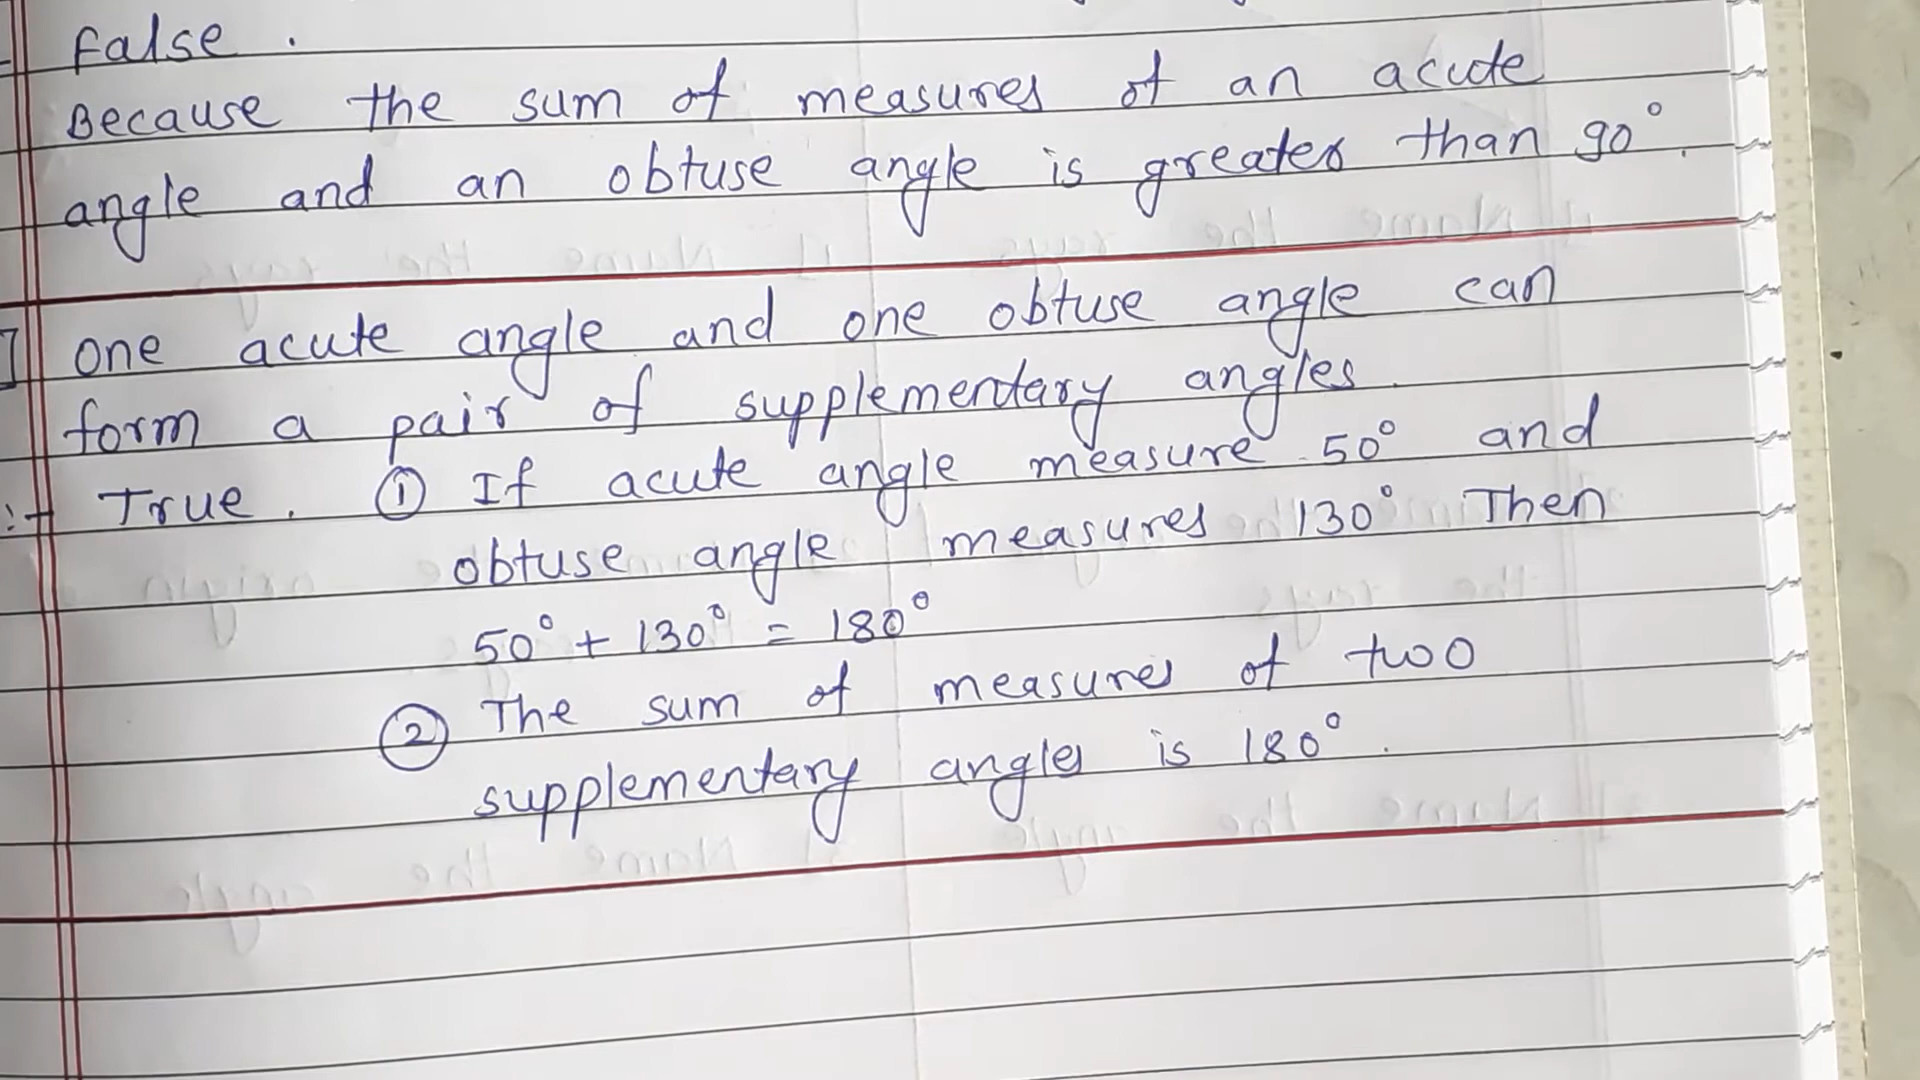 False.
Because the sum of measures of an acute
angle and an obtuse angle is greater than 90°.
one acute angle and one obtuse angle can
form a pair of supplementary angles.
:- True. ① If acute angle measure 50° and
obtuse angle measures 130° Then
50° + 130° = 180°
② The sum of measures of two
supplementary angles is 180°.